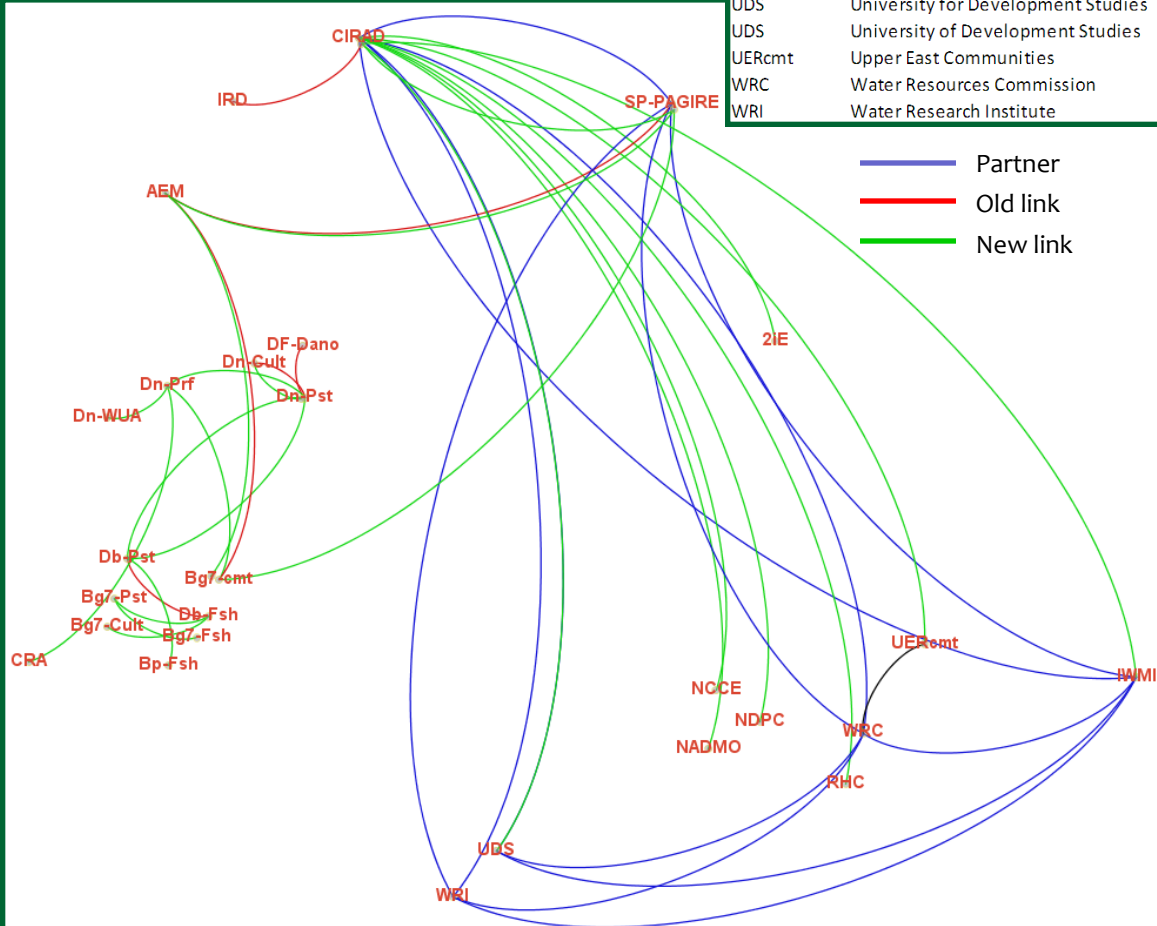 UDS University for Development Studies
UDS University of Development Studies
UERcmt Upper East Communities
WRC Water Resources Commission
WRI Water Research Institute
Partner
Old link
New link
CIRAD
IRD
SP-PAGIRE
AEM
2iE
DF-Dano
Dn-Cult
Dn-Prf
Dn-Pst
Dn-WUA
Db-Pst
Bg7-cmt
Bg7-Pst
Db-Fsh
Bg7-Cult
Bg7-Fsh
CRA
Bp-Fsh
UERcmt
IWMI
NCCE
NDPC
WRC
NADMO
RHC
UDS
WRI